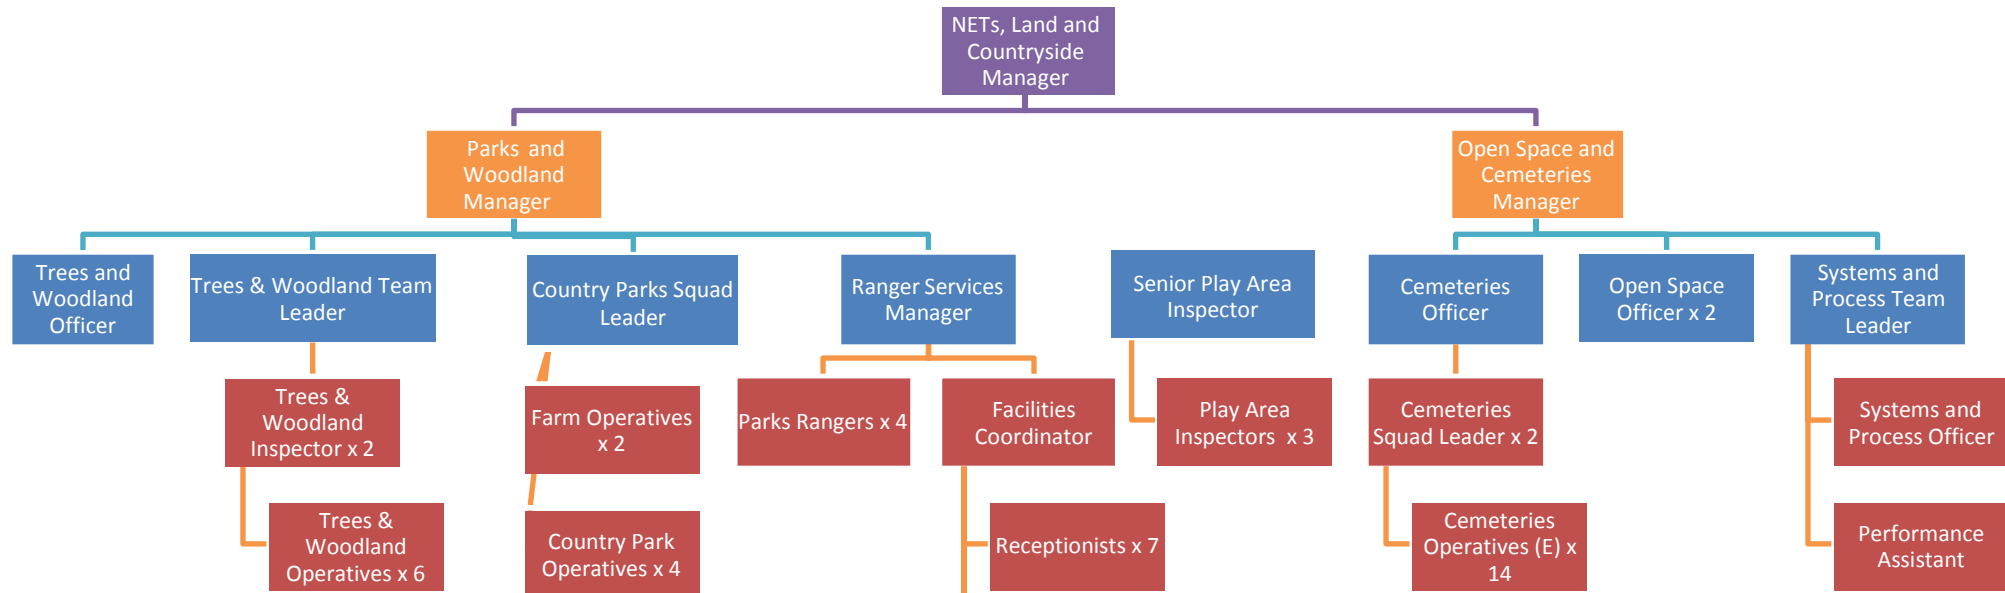 NETs, Land and
Countryside
Manager
Parks and
Woodland
Manager
Open Space and
Cemeteries
Manager
Trees and
Woodland
Officer
Trees & Woodland Team
Leader
Country Parks Squad
Leader
Ranger Services
Manager
Senior Play Area
Inspector
Cemeteries
Officer
Open Space
Officer x 2
Systems and
Process Team
Leader
Trees &
Woodland
Inspector x 2
Farm Operatives
x 2
Parks Rangers x 4
Facilities
Coordinator
Play Area
Inspectors x 3
Cemeteries
Squad Leader x 2
Systems and
Process Officer
Trees &
Woodland
Operatives x 6
Country Park
Operatives x 4
Receptionists x 7
Cemeteries
Operatives (E) x
14
Performance
Assistant